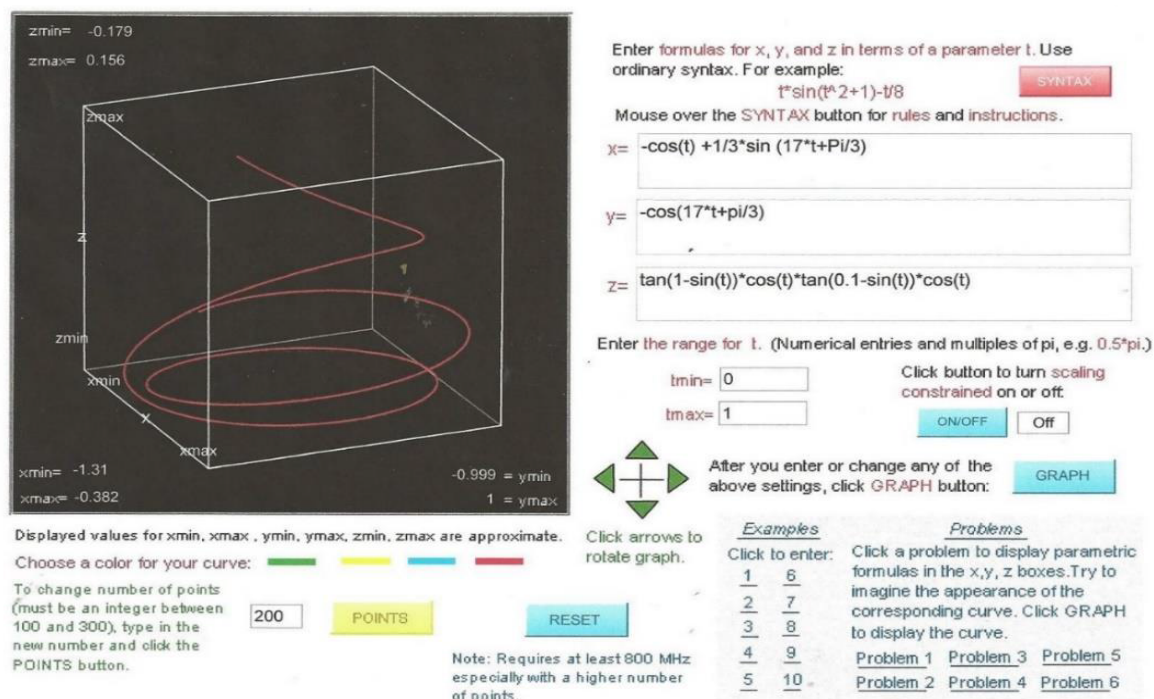 zmin= -0.179
zmax= 0.156
zmax
z
y
zmin
xmin
x
xmax
xmin= -1.31
xmax= -0.382
-0.999 = ymin
1 = ymax
Displayed values for xmin, xmax , ymin, ymax, zmin, zmax are approximate.
Choose a color for your curve:
To change number of points
(must be an integer between
100 and 300), type in the
new number and click the
POINTS button.
200
POINTS
RESET
Note: Requires at least 800 MHz
especially with a higher number
of points.
Enter formulas for x, y, and z in terms of a parameter t. Use
ordinary syntax. For example:
t*sin(t^2+1)-t/8
SYNTAX
Mouse over the SYNTAX button for rules and instructions.
x= -cos(t) +1/3*sin (17*t+Pi/3)
y= -cos(17*t+pi/3)
z= tan(1-sin(t))*cos(t)*tan(0.1-sin(t))*cos(t)
Enter the range for t. (Numerical entries and multiples of pi, e.g. 0.5*pi.)
tmin= 0
tmax= 1
Click button to turn scaling
constrained on or off.
ON/OFF Off
After you enter or change any of the
above settings, click GRAPH button:
GRAPH
Click arrows to
rotate graph.
Examples
Click to enter:
1 6
2 7
3 8
4 9
5 10
Problems
Click a problem to display parametric
formulas in the x,y, z boxes.Try to
imagine the appearance of the
corresponding curve. Click GRAPH
to display the curve.
Problem 1 Problem 3 Problem 5
Problem 2 Problem 4 Problem 6